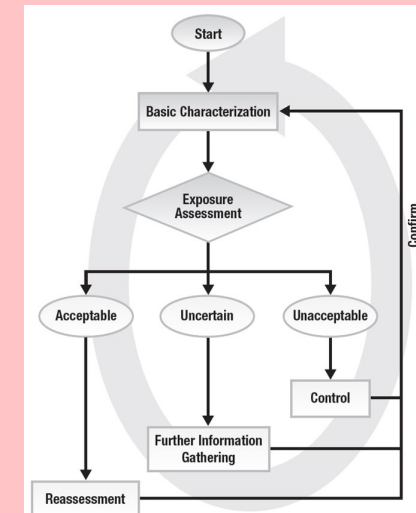 Start
Basic Characterization
Exposure
Assessment
Confirm
Acceptable
Uncertain
Unacceptable
Control
Further Information
Gathering
Reassessment